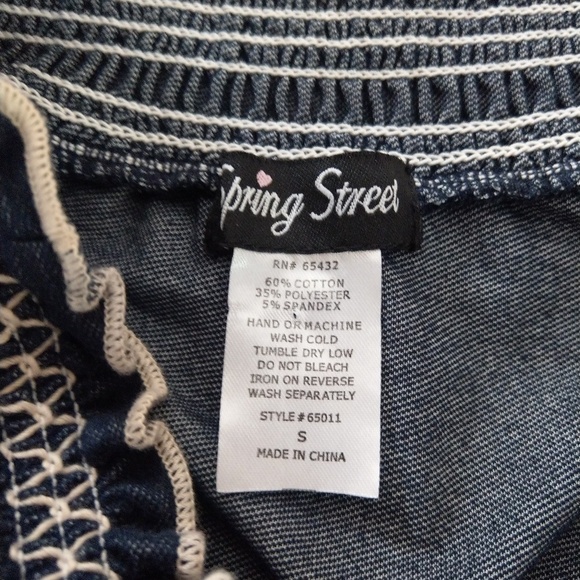 Spring Street
RN# 65432
60% COTTON
35% POLYESTER
5% SPANDEX
HAND OR MACHINE
WASH COLD
TUMBLE DRY LOW
DO NOT BLEACH
IRON ON REVERSE
WASH SEPARATELY
STYLE#65011
S
MADE IN CHINA